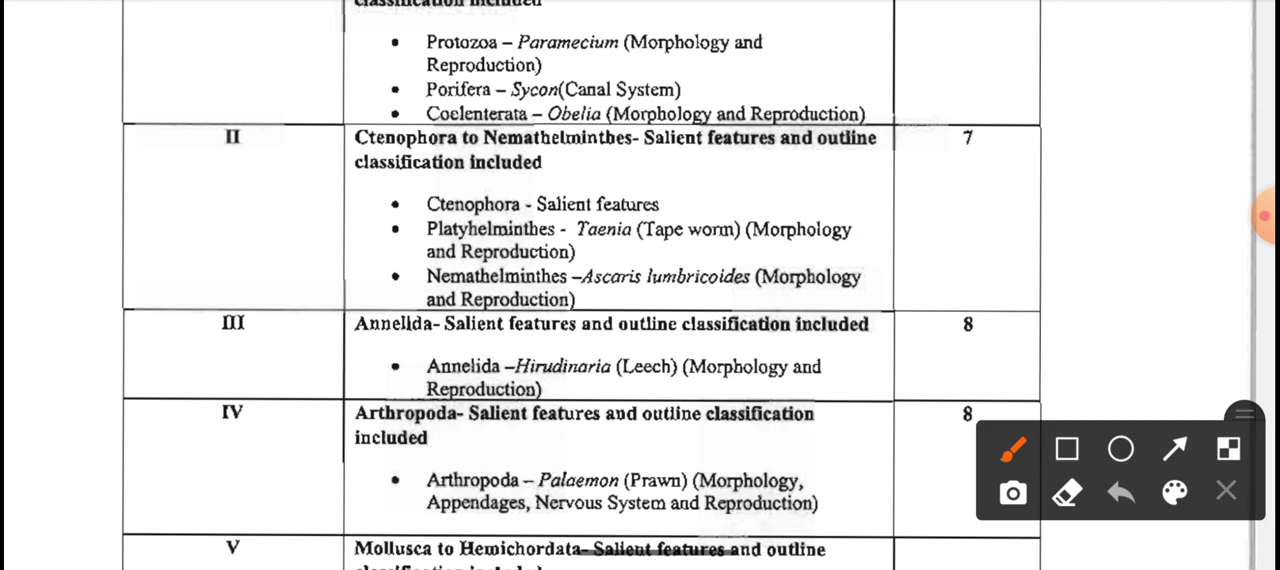 classification included
• Protozoa – Paramecium (Morphology and
Reproduction)
• Porifera – Sycon(Canal System)
• Coelenterata – Obelia (Morphology and Reproduction)
II
Ctenophora to Nemathelminthes- Salient features and outline
classification included
7
• Ctenophora - Salient features
• Platyhelminthes - Taenia (Tape worm) (Morphology
and Reproduction)
• Nemathelminthes –Ascaris lumbricoides (Morphology
and Reproduction)
III
Annelida- Salient features and outline classification included
8
• Annelida –Hirudinaria (Leech) (Morphology and
Reproduction)
IV
Arthropoda- Salient features and outline classification
included
8
• Arthropoda – Palaemon (Prawn) (Morphology,
Appendages, Nervous System and Reproduction)
V
Mollusca to Hemichordata- Salient features and outline
classification included